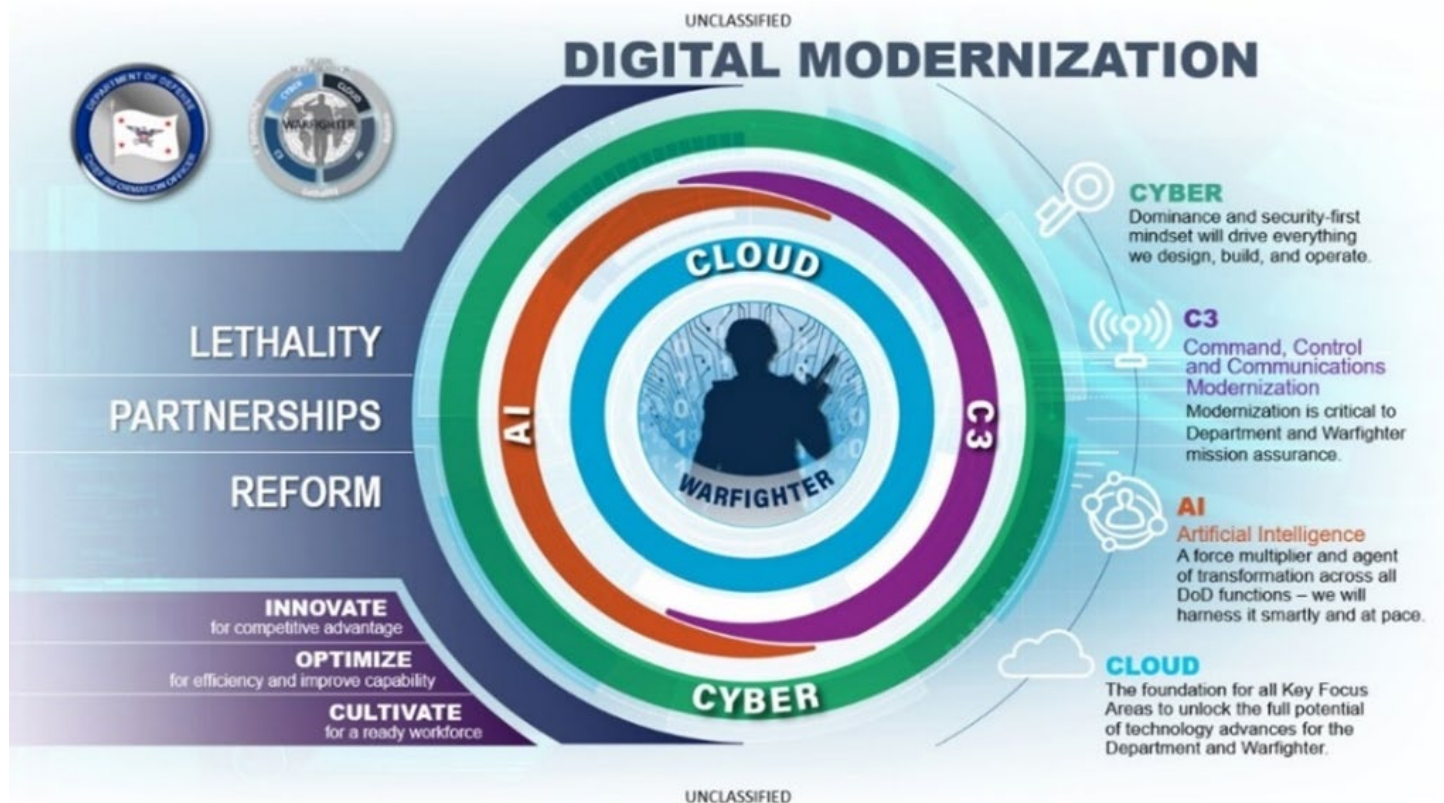 UNCLASSIFIED
DIGITAL MODERNIZATION
DEPARTMENT OF DEFENSE
CHIEF INFORMATION OFFICER
CYBER
CLOUD
WARFIGHTER
C3
AI
LETHALITY
PARTNERSHIPS
REFORM
INNOVATE
for competitive advantage
OPTIMIZE
for efficiency and improve capability
CULTIVATE
for a ready workforce
CLOUD
AI
C3
WARFIGHTER
CYBER
CYBER
Dominance and security-first
mindset will drive everything
we design, build, and operate.
C3
Command, Control
and Communications
Modernization
Modernization is critical to
Department and Warfighter
mission assurance.
AI
Artificial Intelligence
A force multiplier and agent
of transformation across all
DoD functions – we will
harness it smartly and at pace.
CLOUD
The foundation for all Key Focus
Areas to unlock the full potential
of technology advances for the
Department and Warfighter.
UNCLASSIFIED